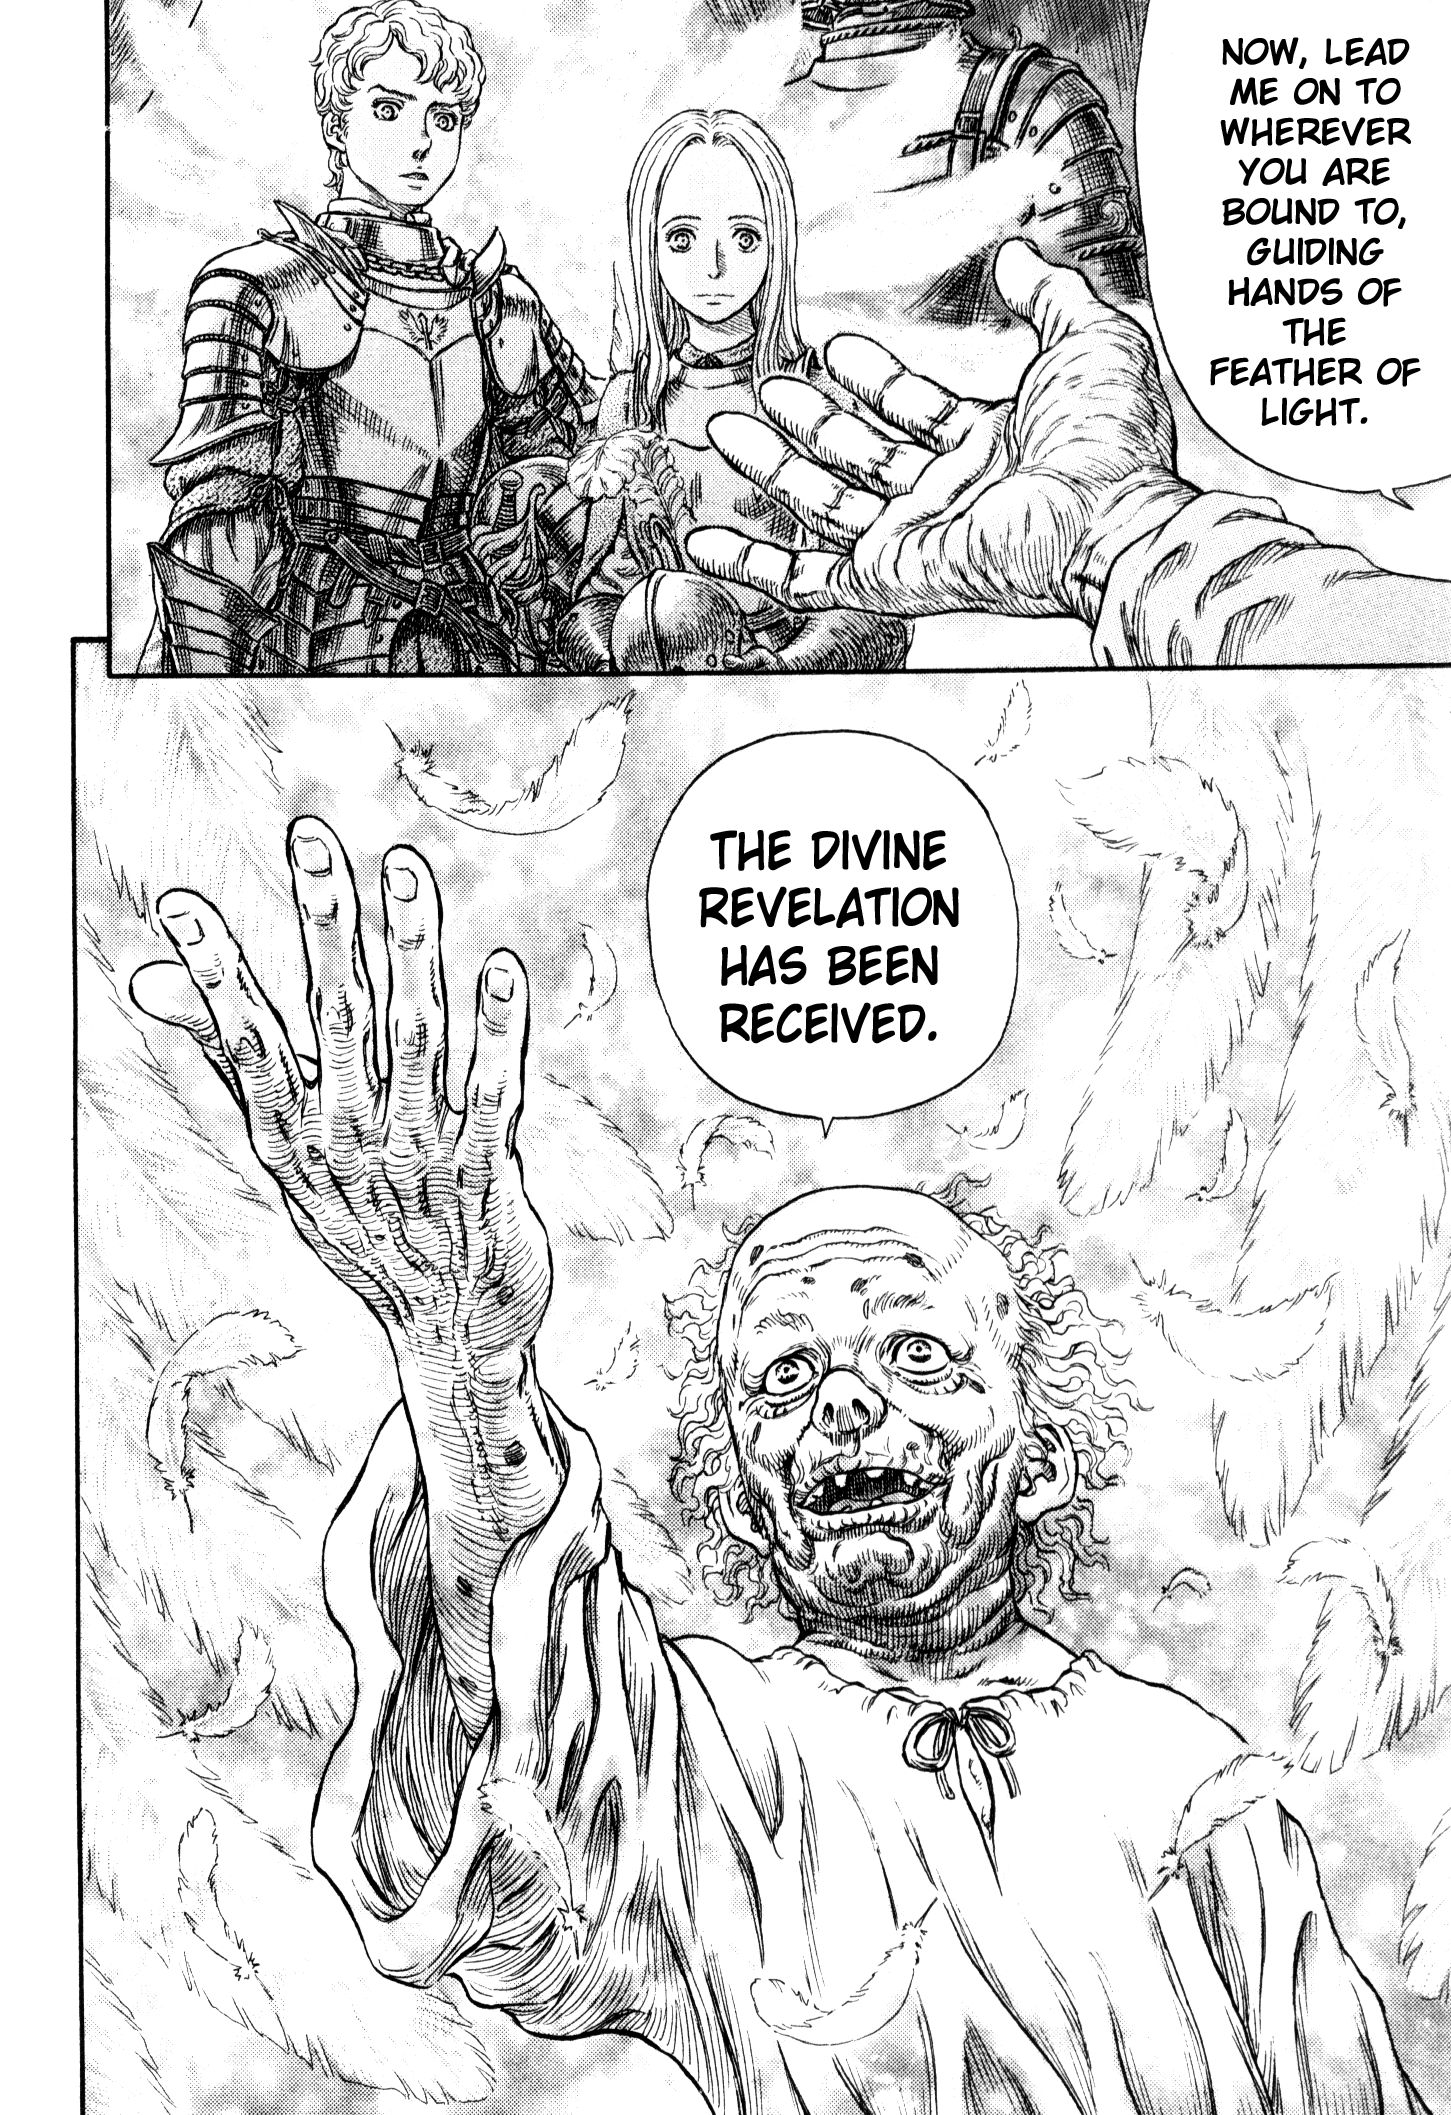 NOW, LEAD
ME ON TO
WHEREVER
YOU ARE
BOUND TO,
GUIDING
HANDS OF
THE
FEATHER OF
LIGHT.
THE DIVINE
REVELATION
HAS BEEN
RECEIVED.